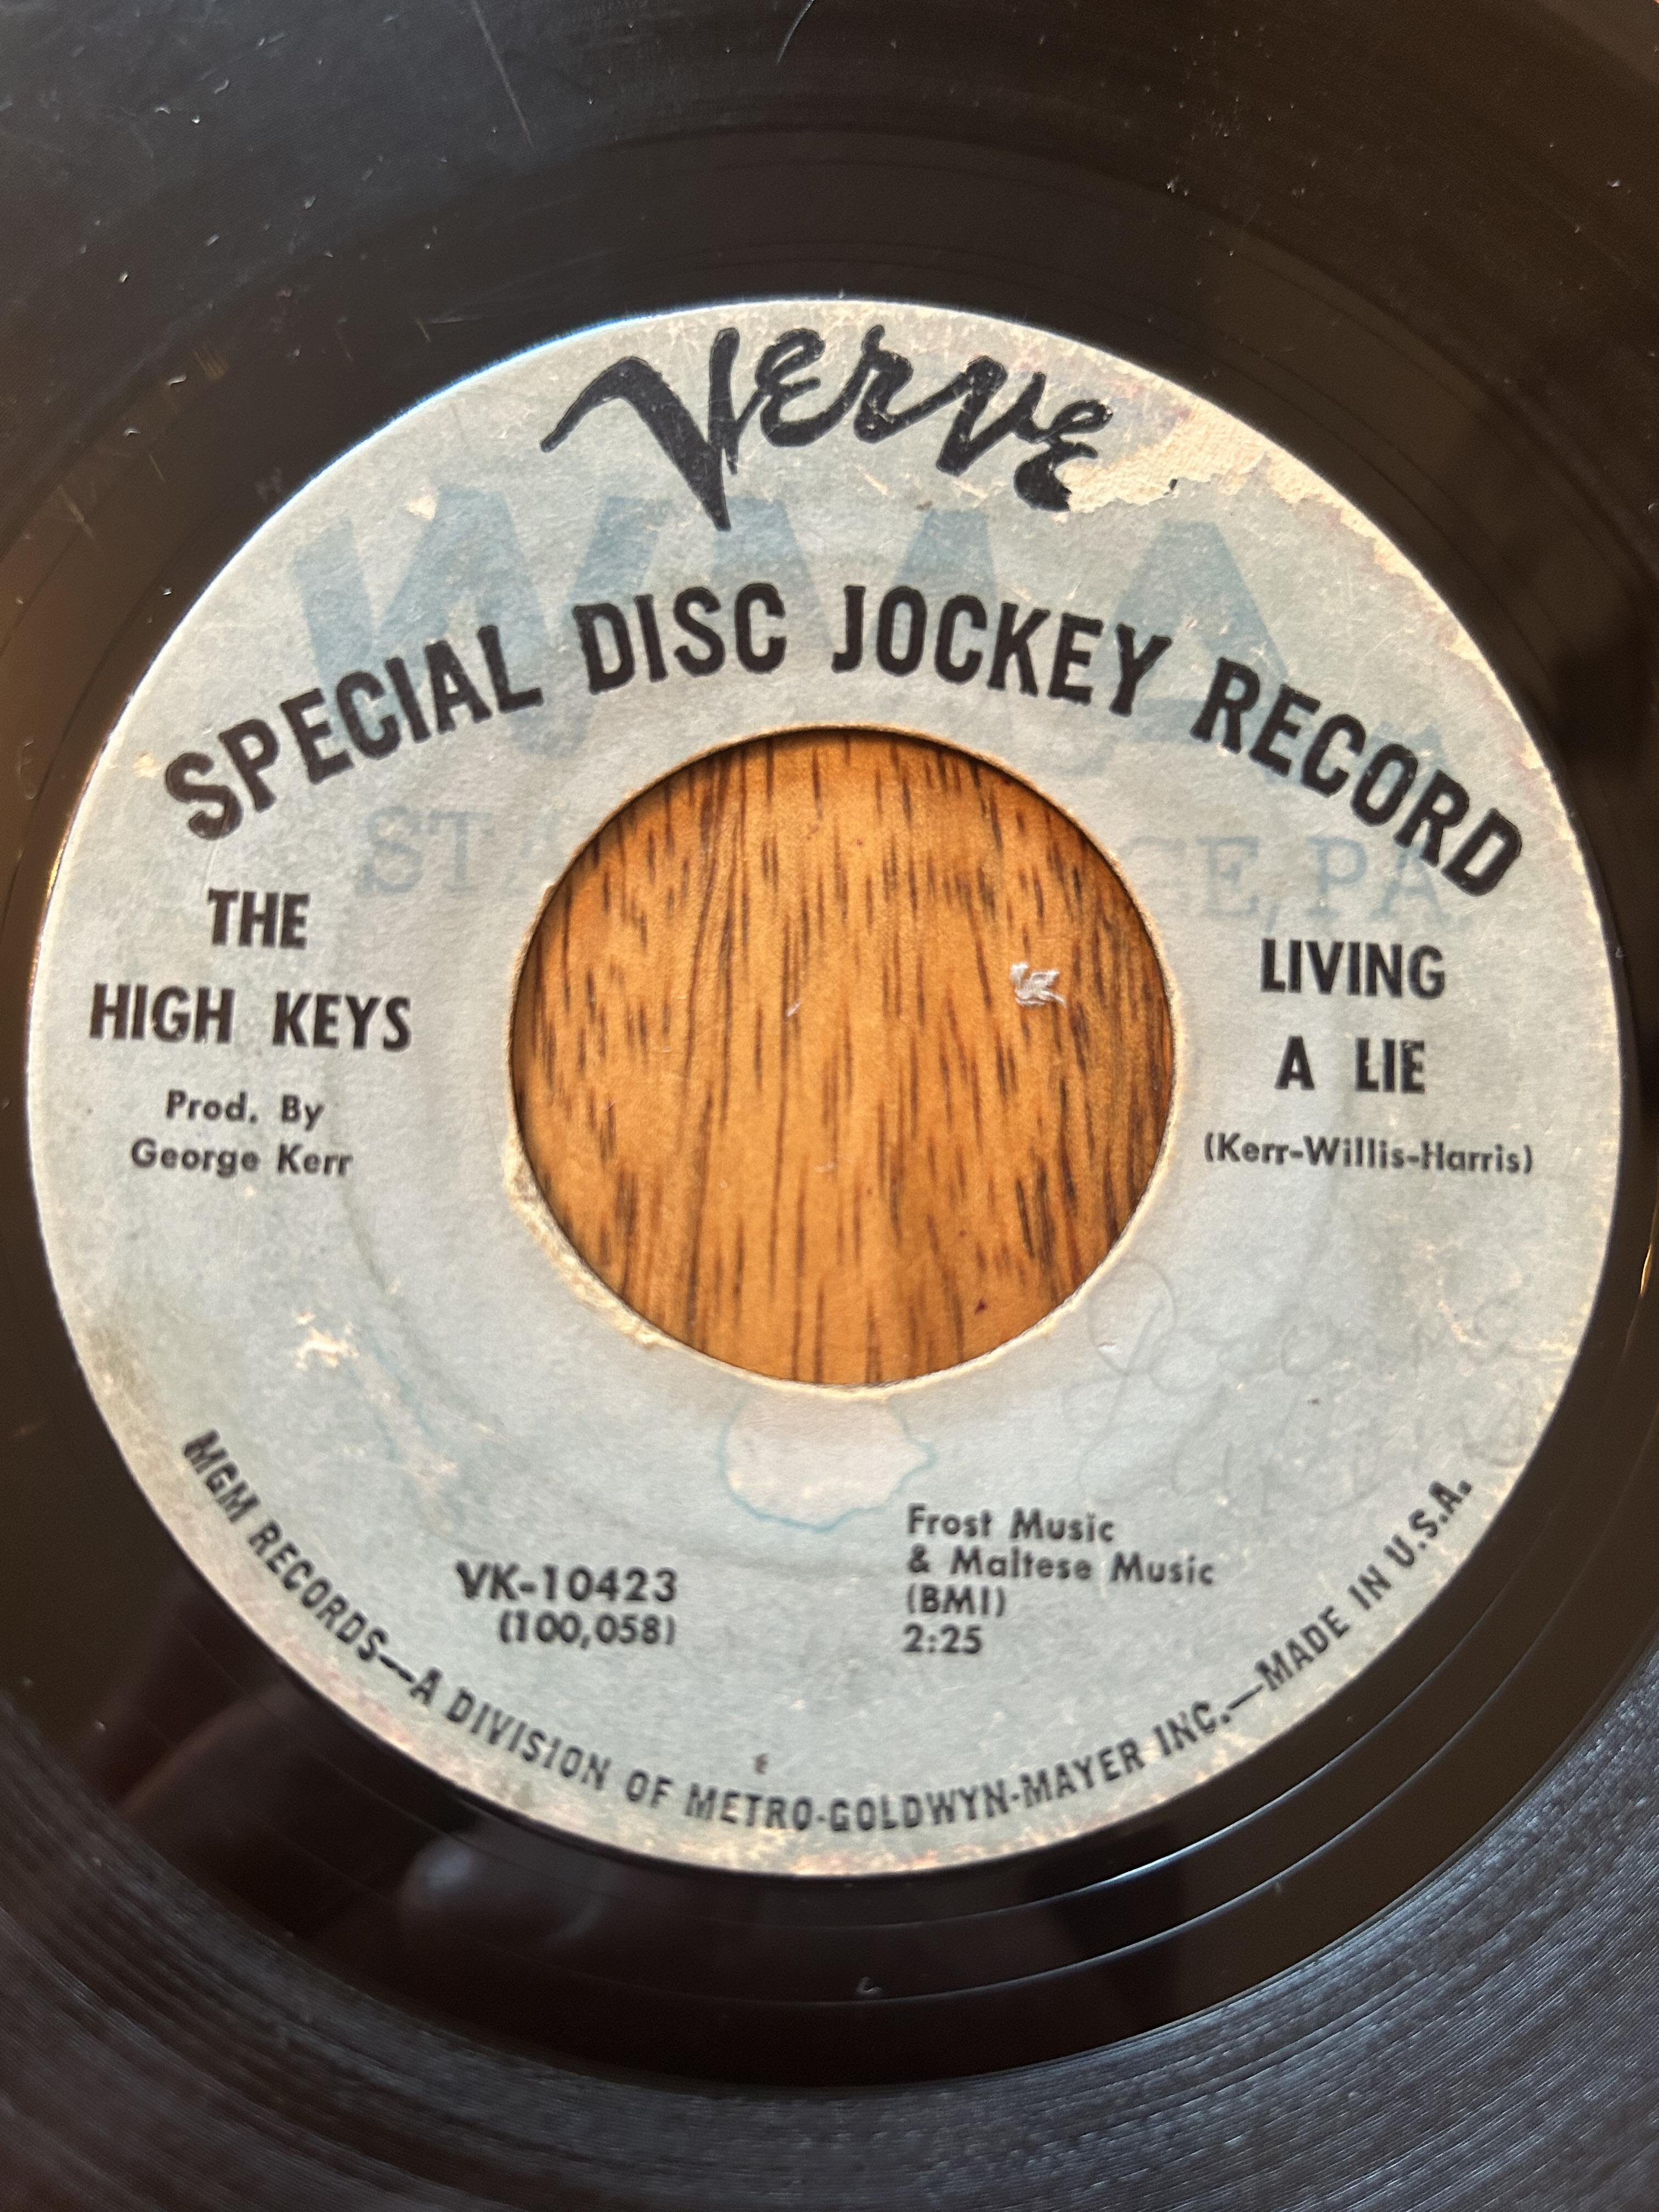 Verve
SPECIAL DISC JOCKEY RECORD
THE
HIGH KEYS
Prod. By
George Kerr
LIVING
A LIE
(Kerr-Willis-Harris)
VK-10423
(100,058)
Frost Music
& Maltese Music
(BMI)
2:25
MGM RECORDS—A DIVISION OF METRO-GOLDWYN-MAYER INC.—MADE IN U.S.A.